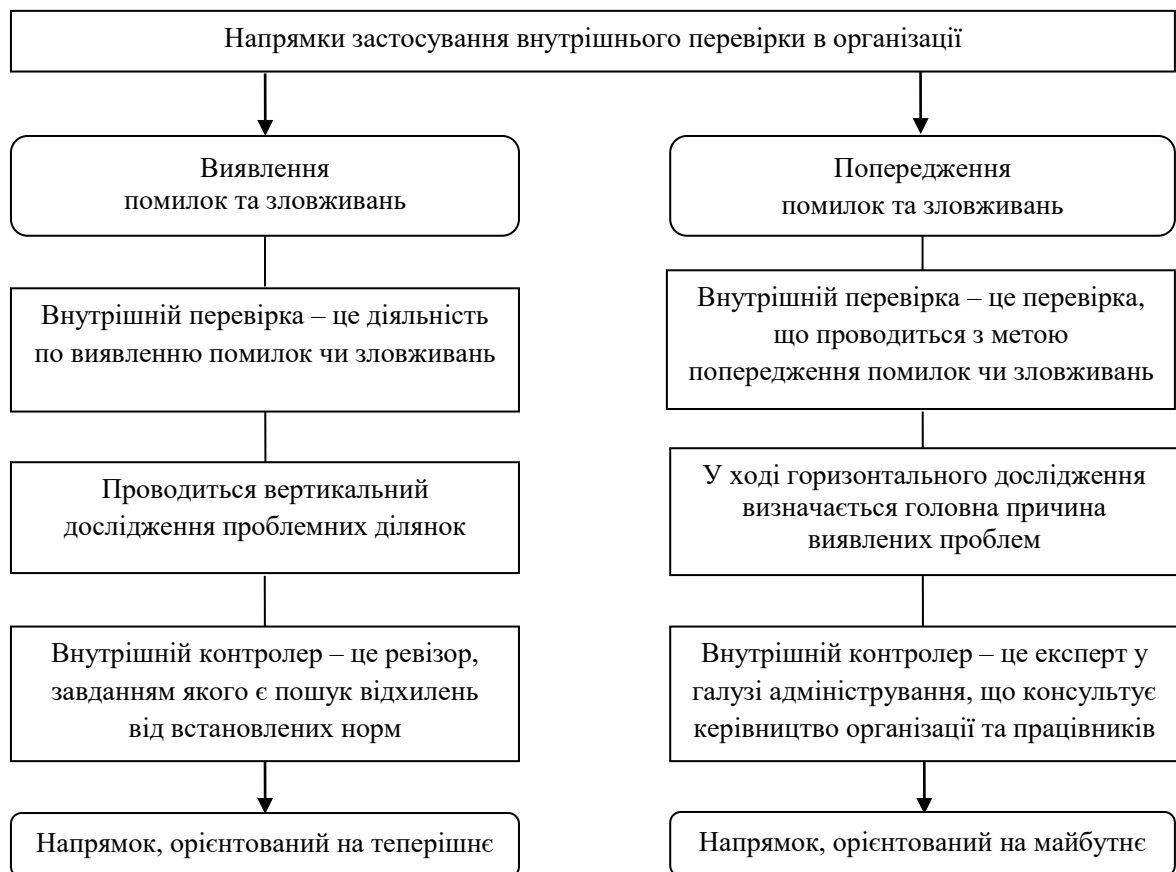 Напрямки застосування внутрішнього перевірки в організації
Виявлення
помилок та зловживань
Попередження
помилок та зловживань
Внутрішній перевірка – це діяльність
по виявленню помилок чи зловживань
Внутрішній перевірка – це перевірка,
що проводиться з метою
попередження помилок чи зловживань
Проводиться вертикальний
дослідження проблемних ділянок
У ході горизонтального дослідження
визначається головна причина
виявлених проблем
Внутрішній контролер – це ревізор,
завданням якого є пошук відхилень
від встановлених норм
Внутрішній контролер – це експерт у
галузі адміністрування, що консультує
керівництво організації та працівників
Напрямок, орієнтований на теперішнє
Напрямок, орієнтований на майбутнє